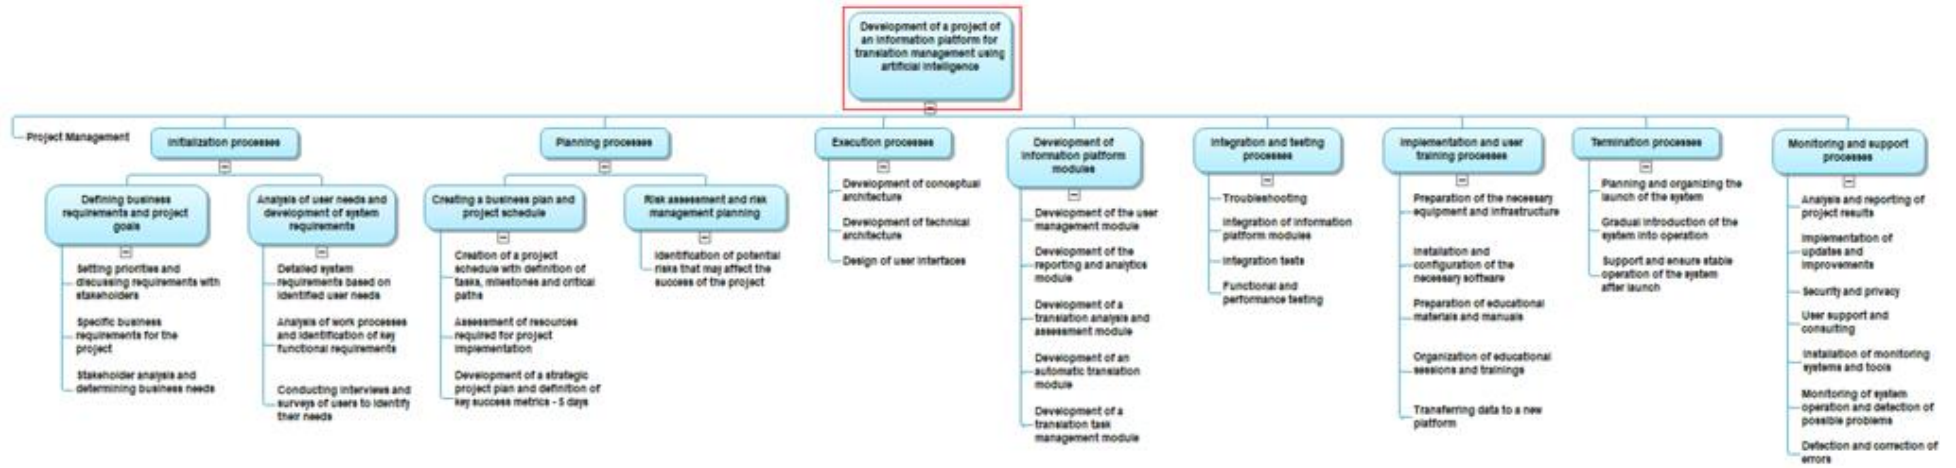 Development of a project of
an information platform for
translation management using
artificial intelligence
Project Management
Initialization processes
Defining business
requirements and project
goals
Setting priorities and
discussing requirements with
stakeholders
Specific business
requirements for the
project
Stakeholder analysis and
determining business needs
Analysis of user needs and
development of system
requirements
Detailed system
requirements based on
identified user needs
Analysis of work processes
and identification of key
functional requirements
Conducting interviews and
surveys of users to identify
their needs
Planning processes
Creating a business plan and
project schedule
Creation of a project
schedule with definition of
tasks, milestones and critical
paths
Assessment of resources
required for project
implementation
Development of a strategic
project plan and definition of
key success metrics - 5 days
Risk assessment and risk
management planning
Identification of potential
risks that may affect the
success of the project
Execution processes
Development of conceptual
architecture
Development of technical
architecture
Design of user interfaces
Development of
information platform
modules
Development of the user
management module
Development of the
reporting and analytics
module
Development of a
translation analysis and
assessment module
Development of an
automatic translation
module
Development of a
translation task
management module
Integration and testing
processes
Troubleshooting
Integration of information
platform modules
Integration tests
Functional and
performance testing
Implementation and user
training processes
Preparation of the necessary
equipment and infrastructure
Installation and
configuration of the
necessary software
Preparation of educational
materials and manuals
Organization of educational
sessions and trainings
Transferring data to a new
platform
Termination processes
Planning and organizing the
launch of the system
Gradual introduction of the
system into operation
Support and ensure stable
operation of the system
after launch
Monitoring and support
processes
Analysis and reporting of
project results
Implementation of
updates and
improvements
Security and privacy
User support and
consulting
Installation of monitoring
systems and tools
Monitoring of system
operation and detection of
possible problems
Detection and correction of
errors